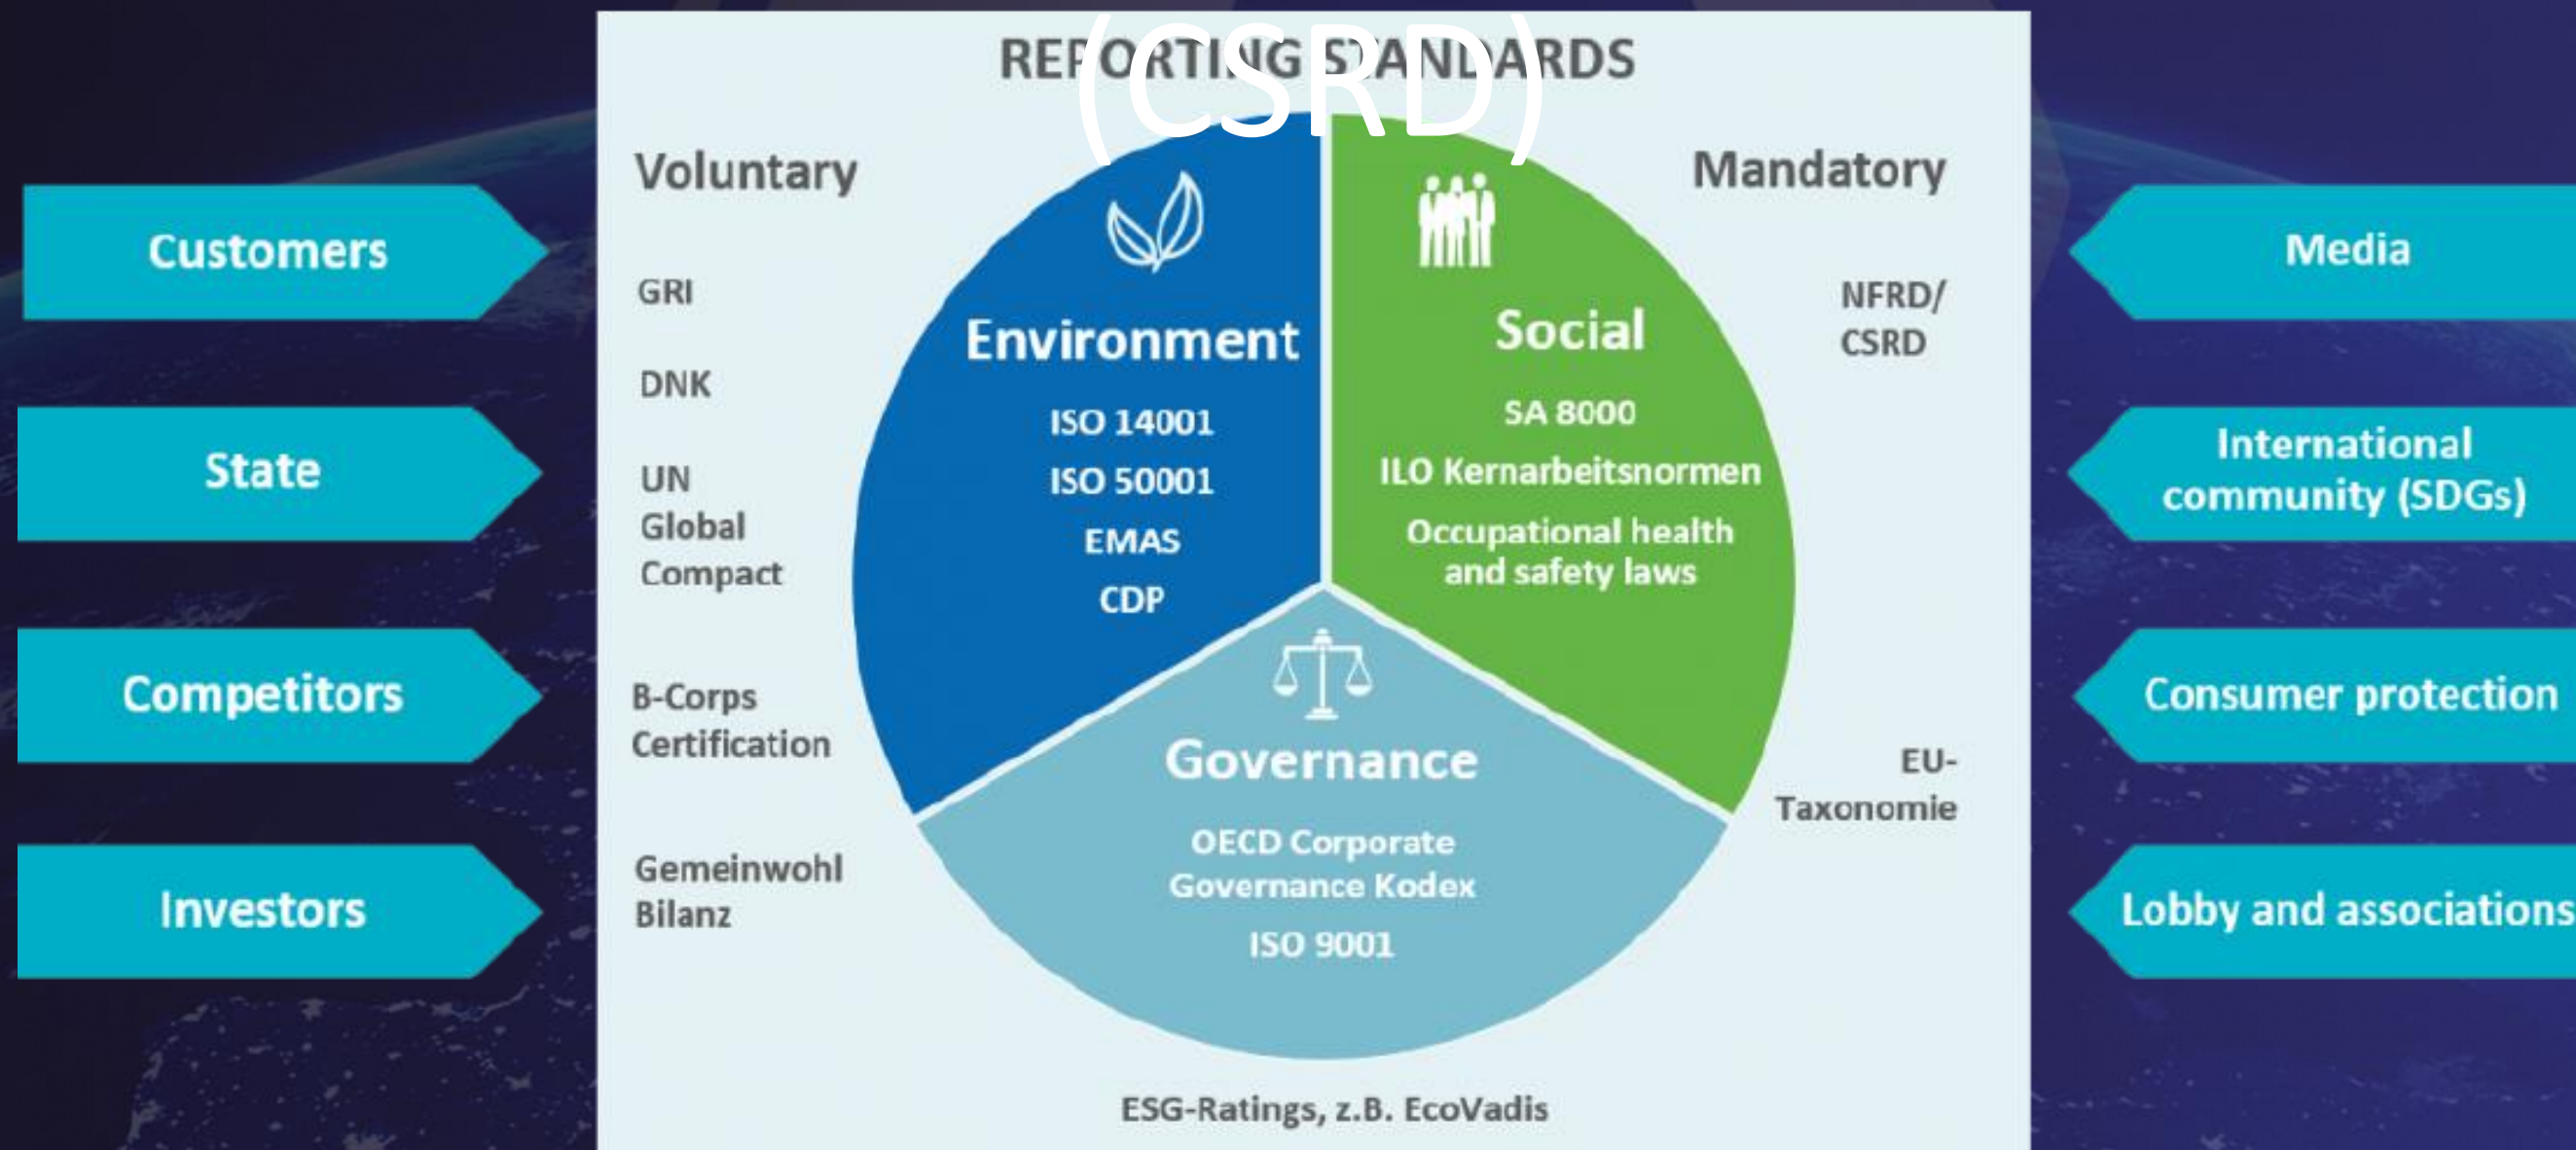 (CSRD)
REPORTING STANDARDS
Customers
State
Competitors
Investors
Voluntary
GRI
DNK
UN
Global
Compact
B-Corps
Certification
Gemeinwohl
Bilanz
Environment
ISO 14001
ISO 50001
EMAS
CDP
Social
SA 8000
ILO Kernarbeitsnormen
Occupational health
and safety laws
Governance
OECD Corporate
Governance Kodex
ISO 9001
Mandatory
NFRD/
CSRD
EU-
Taxonomie
ESG-Ratings, z.B. EcoVadis
Media
International
community (SDGs)
Consumer protection
Lobby and associations